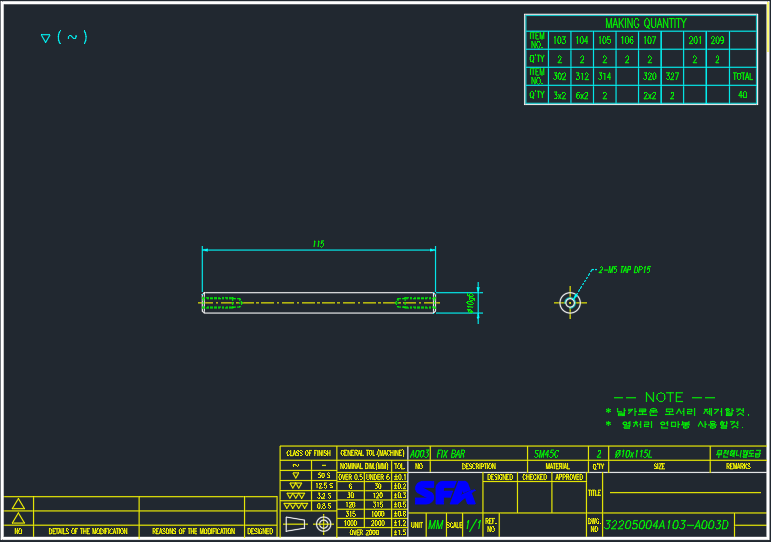 ▽ ( ~ )
MAKING QUANTITY
ITEM NO. 103 104 105 106 107 201 209
Q'TY 2 2 2 2 2 2 2
ITEM NO. 302 312 314 320 327 TOTAL
Q'TY 3x2 6x2 2 2x2 2 40
115
Ø10g6
2-M5 TAP DP15
-- NOTE --
* 날카로운 모서리 제거할것.
* 열처리 연마봉 사용할것.
CLASS OF FINISH
~ -
▽ 50 S
▽▽ 12.5 S
▽▽▽ 3.2 S
▽▽▽▽ 0.8 S
GENERAL TOL.(MACHINE)
NOMINAL DIM.(MM) TOL.
OVER 0.5 UNDER 6 ±0.1
6 30 ±0.2
30 120 ±0.3
120 315 ±0.5
315 1000 ±0.8
1000 2000 ±1.2
OVER 2000 ±1.5
A003 FIX BAR SM45C 2 Ø10x115L
NO DESCRIPTION MATERIAL Q'TY SIZE REMARKS
SFA
DESIGNED CHECKED APPROVED
TITLE
UNIT MM SCALE 1/1 REF. NO
DWG. NO 32205004A103-A003D
NO DETAILS OF THE MODIFICATION REASONS OF THE MODIFICATION DESIGNED